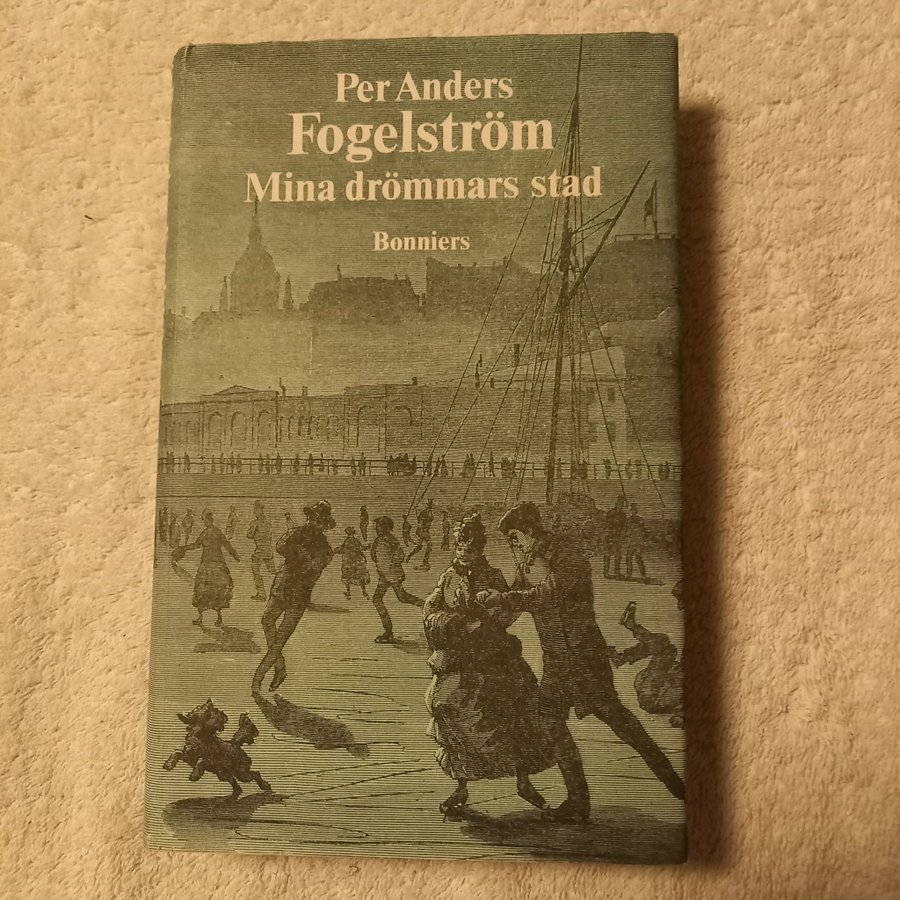 Per Anders
Fogelström
Mina drömmars stad
Bonniers